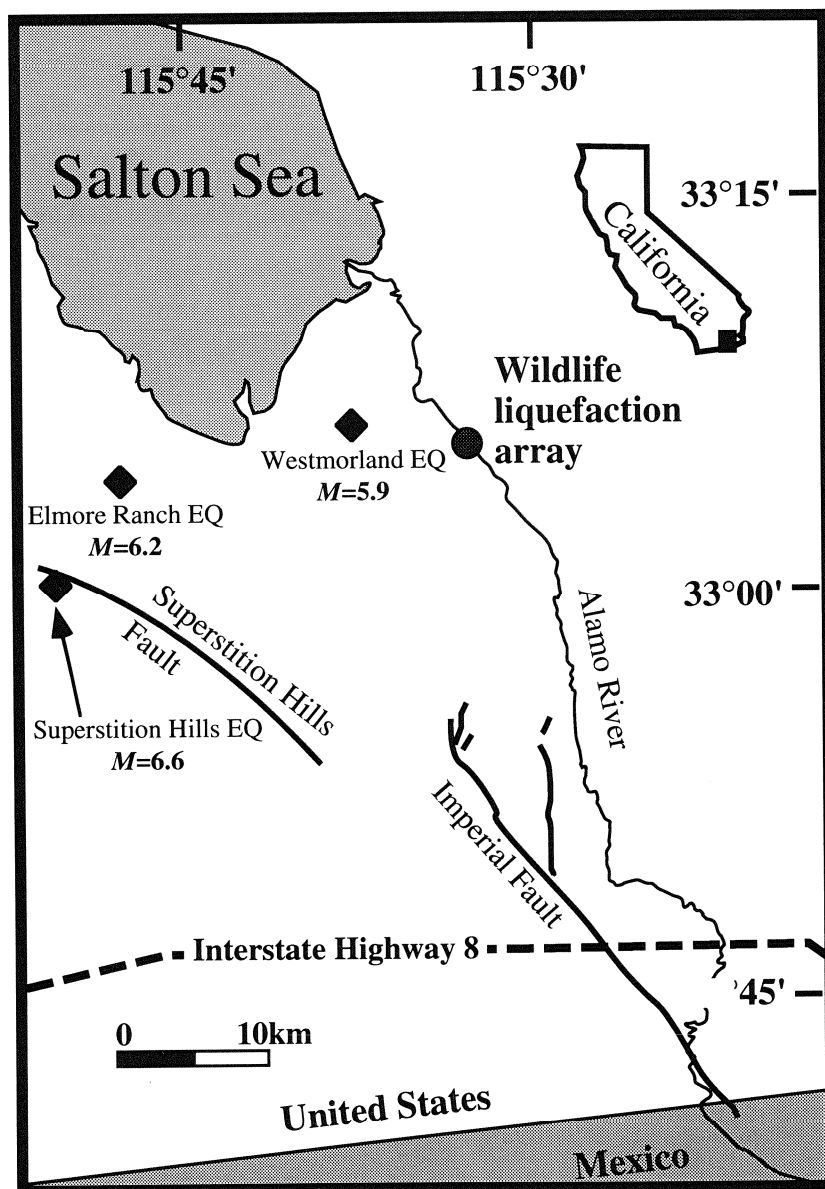 115°45'
115°30'
Salton Sea
33°15'
California
Wildlife
liquefaction
array
Westmorland EQ
M=5.9
Elmore Ranch EQ
M=6.2
33°00'
Superstition Hills
Fault
Alamo River
Superstition Hills EQ
M=6.6
Imperial Fault
Interstate Highway 8
'45'
0
10km
United States
Mexico